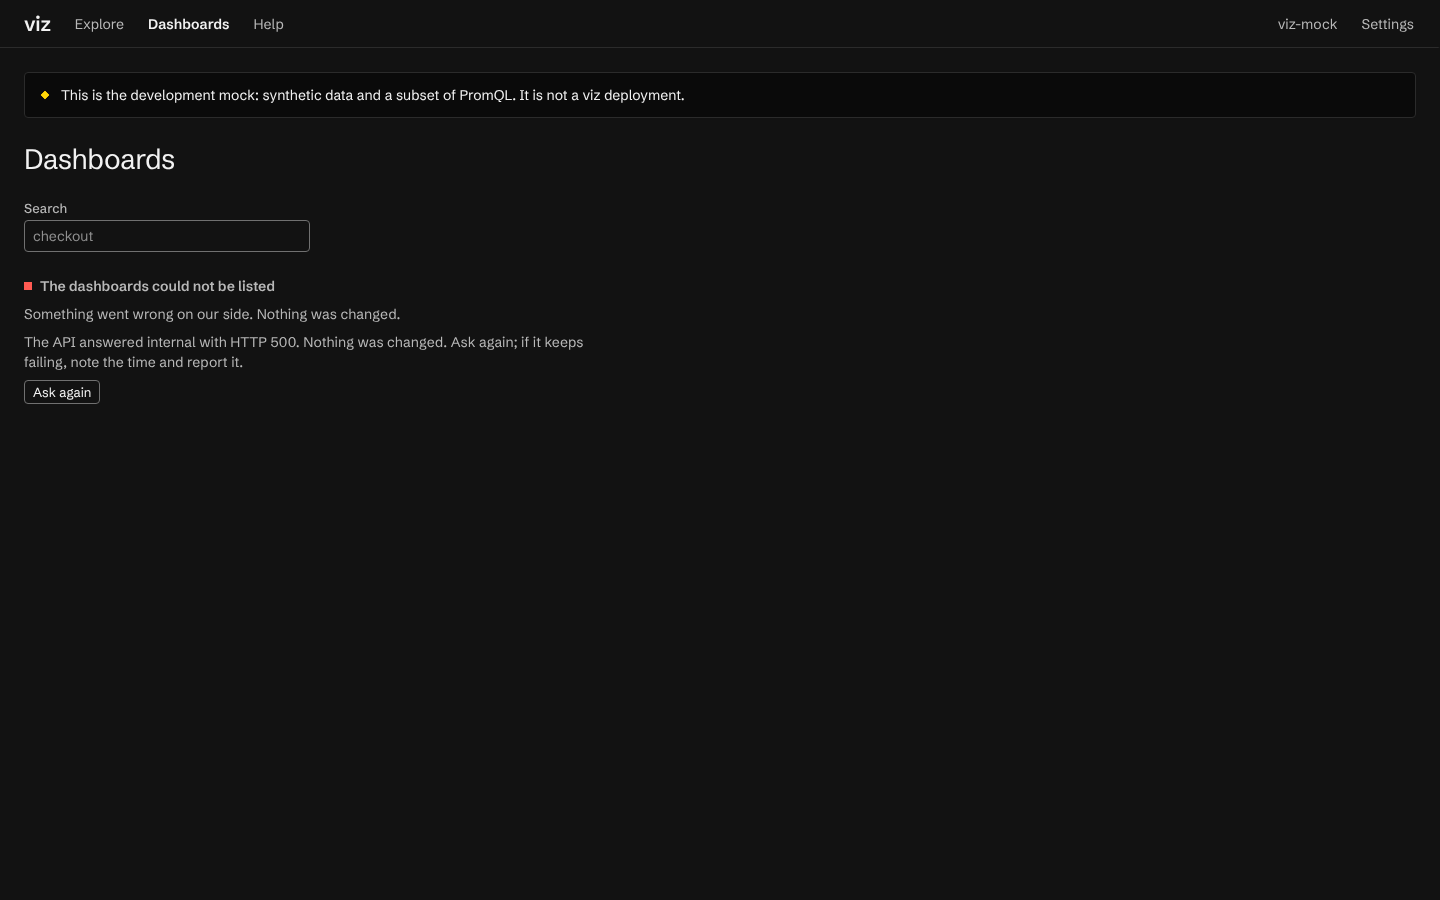 viz Explore Dashboards Help viz-mock Settings
This is the development mock: synthetic data and a subset of PromQL. It is not a viz deployment.
Dashboards
Search
checkout
The dashboards could not be listed
Something went wrong on our side. Nothing was changed.
The API answered internal with HTTP 500. Nothing was changed. Ask again; if it keeps
failing, note the time and report it.
Ask again